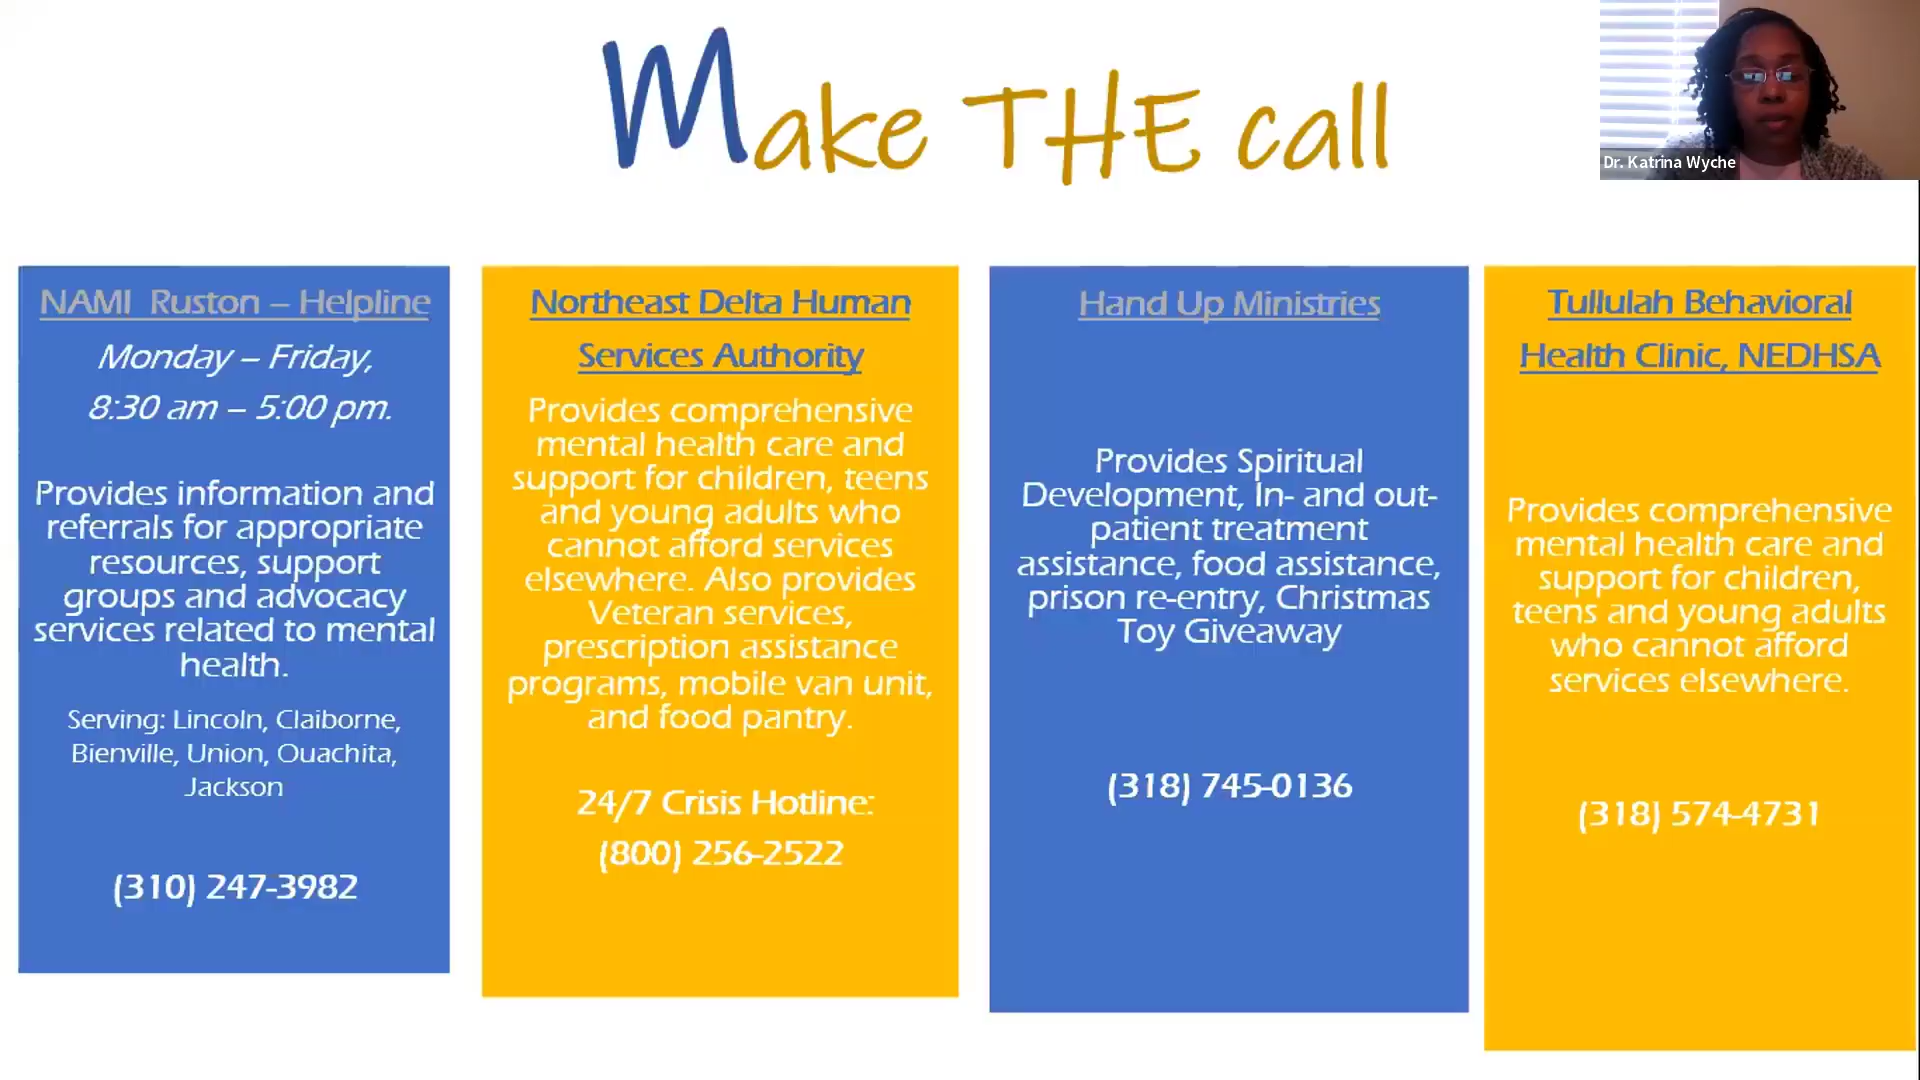 Make THE call
Dr. Katrina Wyche
NAMI Ruston – Helpline
Monday – Friday,
8:30 am – 5:00 pm.
Provides information and
referrals for appropriate
resources, support
groups and advocacy
services related to mental
health.
Serving: Lincoln, Claiborne,
Bienville, Union, Ouachita,
Jackson
(310) 247-3982
Northeast Delta Human
Services Authority
Provides comprehensive
mental health care and
support for children, teens
and young adults who
cannot afford services
elsewhere. Also provides
Veteran services,
prescription assistance
programs, mobile van unit,
and food pantry.
24/7 Crisis Hotline:
(800) 256-2522
Hand Up Ministries
Provides Spiritual
Development, In- and out-
patient treatment
assistance, food assistance,
prison re-entry, Christmas
Toy Giveaway
(318) 745-0136
Tullulah Behavioral
Health Clinic, NEDHSA
Provides comprehensive
mental health care and
support for children,
teens and young adults
who cannot afford
services elsewhere.
(318) 574-4731